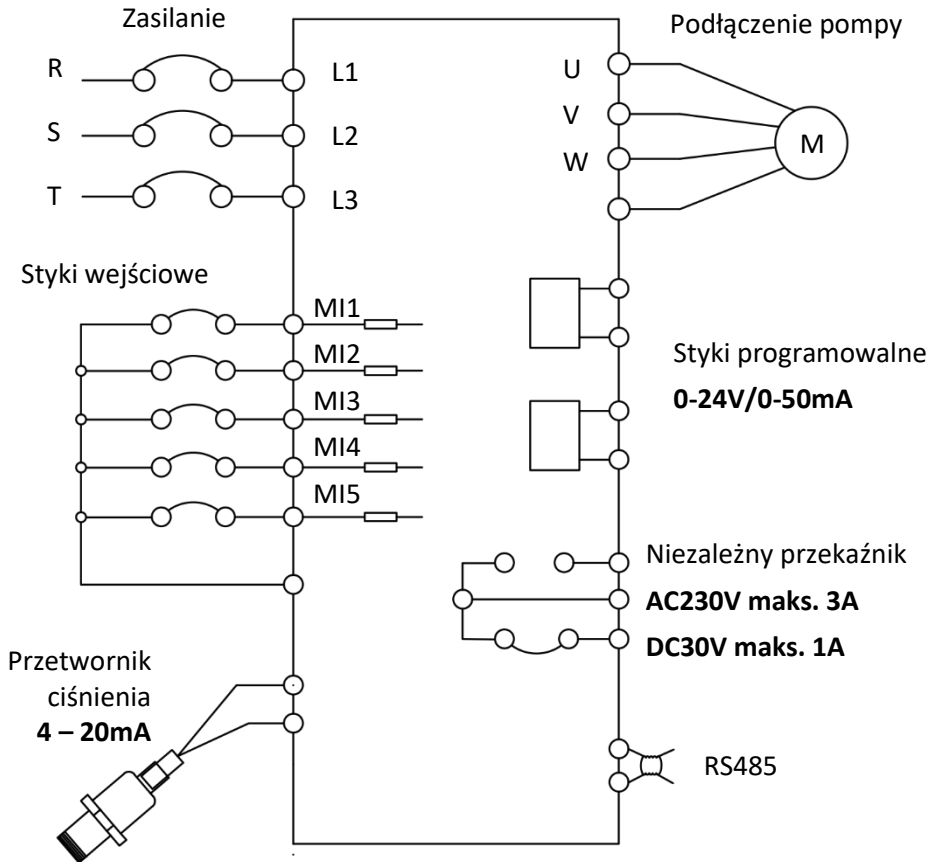 Zasilanie
Podłączenie pompy
R
L1
U
S
L2
V
M
W
T
L3
Styki wejściowe
MI1
MI2
MI3
MI4
MI5
Styki programowalne
0-24V/0-50mA
Niezależny przekaźnik
AC230V maks. 3A
DC30V maks. 1A
Przetwornik
ciśnienia
4 – 20mA
RS485